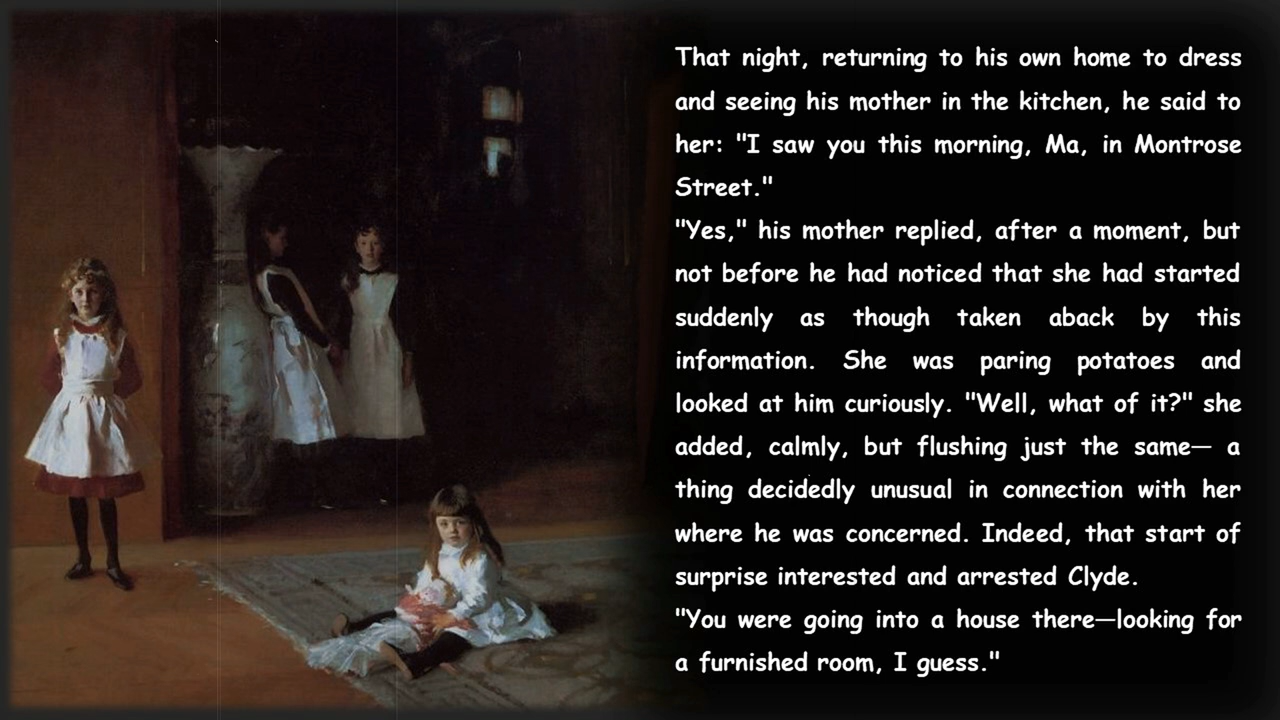 That night, returning to his own home to dress
and seeing his mother in the kitchen, he said to
her: "I saw you this morning, Ma, in Montrose
Street."
"Yes," his mother replied, after a moment, but
not before he had noticed that she had started
suddenly as though taken aback by this
information. She was paring potatoes and
looked at him curiously. "Well, what of it?" she
added, calmly, but flushing just the same— a
thing decidedly unusual in connection with her
where he was concerned. Indeed, that start of
surprise interested and arrested Clyde.
"You were going into a house there—looking for
a furnished room, I guess."